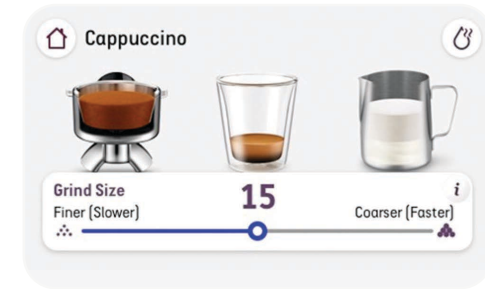 Cappuccino
Grind Size
15
i
Finer (Slower)
Coarser (Faster)